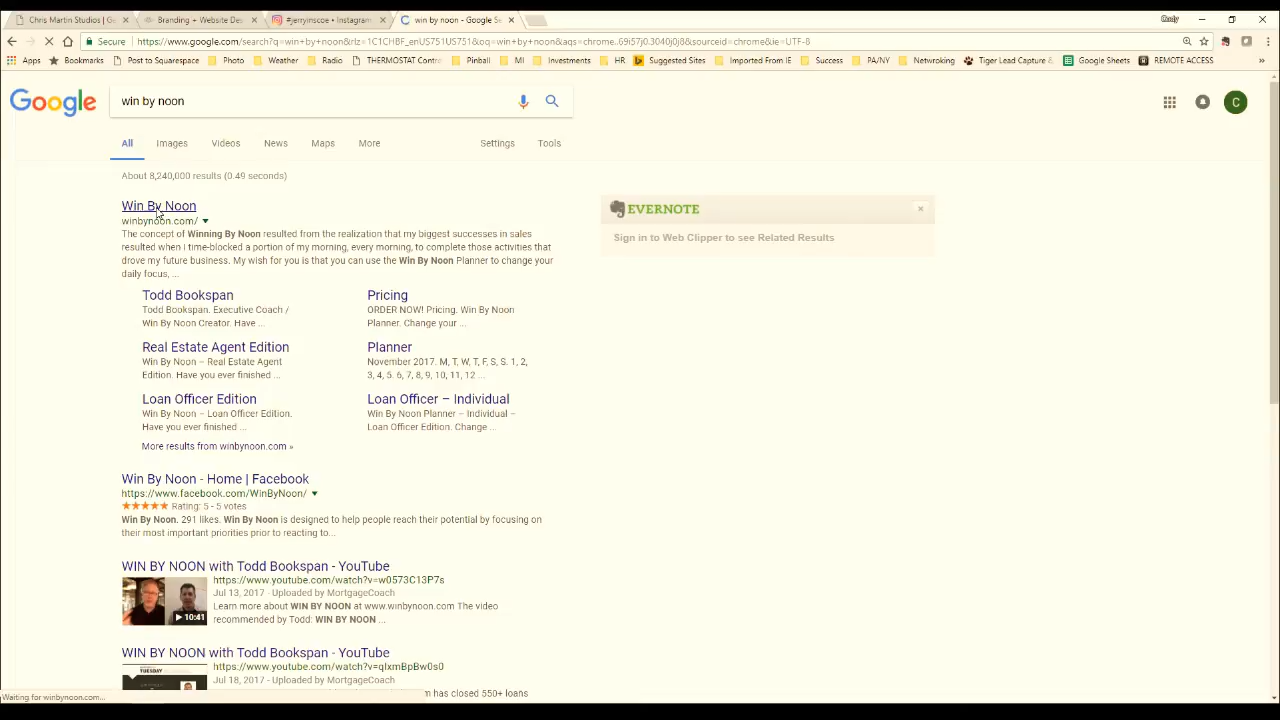 Chris Martin Studios | Ge
Branding + Website Des
#jerryinscoe • Instagram
win by noon - Google Se
Cindy
Secure
https://www.google.com/search?q=win+by+noon&rlz=1C1CHBF_enUS751US751&oq=win+by+noon&aqs=chrome..69i57j0.3040j0j8&sourceid=chrome&ie=UTF-8
Apps Bookmarks Post to Squarespace Photo Weather Radio THERMOSTAT Contr Pinball MI Investments HR Suggested Sites Imported From IE Success PA/NY Netwroking Tiger Lead Capture & Google Sheets REMOTE ACCESS
Google
win by noon
C
All Images Videos News Maps More Settings Tools
About 8,240,000 results (0.49 seconds)
Win By Noon
winbynoon.com/
The concept of Winning By Noon resulted from the realization that my biggest successes in sales
resulted when I time-blocked a portion of my morning, every morning, to complete those activities that
drove my future business. My wish for you is that you can use the Win By Noon Planner to change your
daily focus, ...
EVERNOTE
Sign in to Web Clipper to see Related Results
Todd Bookspan
Todd Bookspan. Executive Coach /
Win By Noon Creator. Have ...
Pricing
ORDER NOW! Pricing. Win By Noon
Planner. Change your ...
Real Estate Agent Edition
Win By Noon – Real Estate Agent
Edition. Have you ever finished ...
Planner
November 2017. M, T, W, T, F, S, S. 1, 2,
3, 4, 5. 6, 7, 8, 9, 10, 11, 12 ...
Loan Officer Edition
Win By Noon – Loan Officer Edition.
Have you ever finished ...
Loan Officer – Individual
Win By Noon Planner – Individual –
Loan Officer Edition. Change ...
More results from winbynoon.com »
Win By Noon - Home | Facebook
https://www.facebook.com/WinByNoon/
Rating: 5 - 5 votes
Win By Noon. 291 likes. Win By Noon is designed to help people reach their potential by focusing on
their most important priorities prior to reacting to...
WIN BY NOON with Todd Bookspan - YouTube
https://www.youtube.com/watch?v=w0573C13P7s
Jul 13, 2017 - Uploaded by MortgageCoach
Learn more about WIN BY NOON at www.winbynoon.com The video
recommended by Todd: WIN BY NOON ...
10:41
WIN BY NOON with Todd Bookspan - YouTube
https://www.youtube.com/watch?v=qIxmBpBw0s0
Jul 18, 2017 - Uploaded by MortgageCoach
TUESDAY
has closed 550+ loans
Waiting for winbynoon.com...